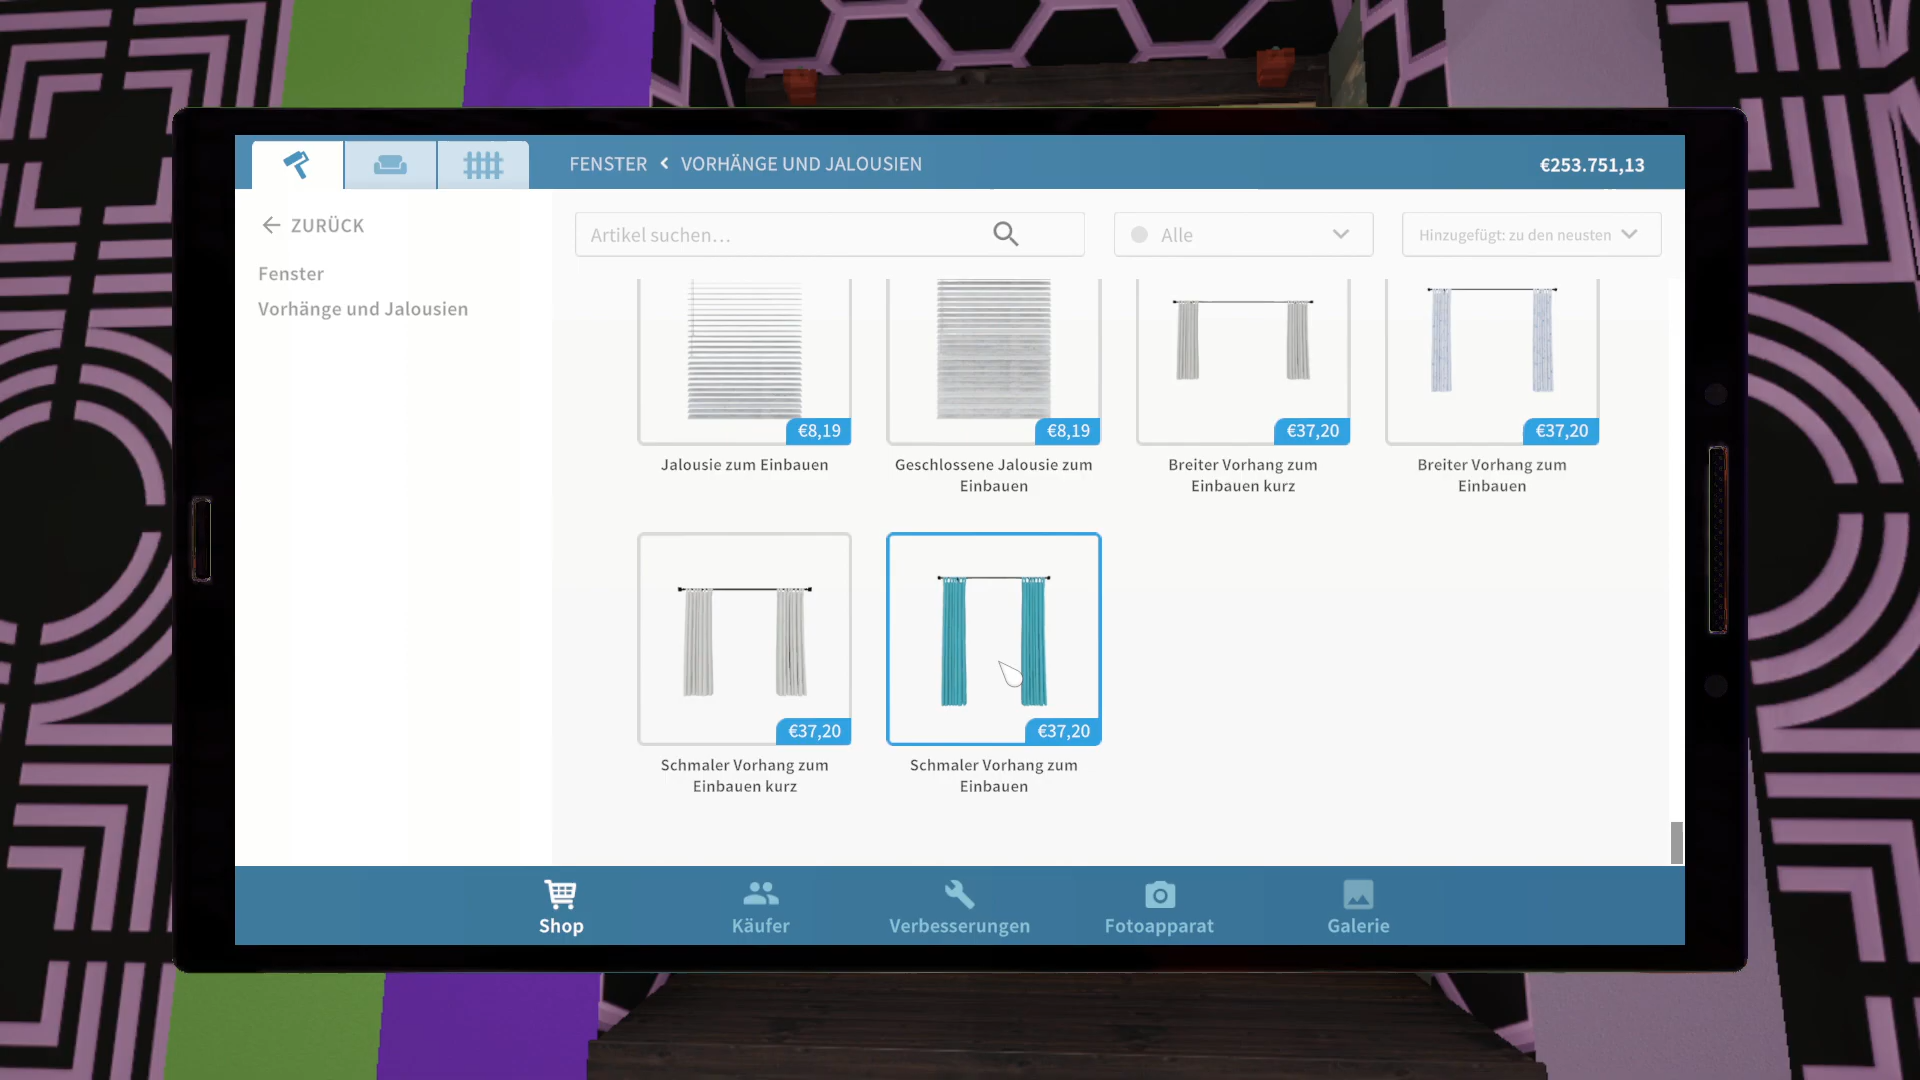 FENSTER < VORHÄNGE UND JALOUSIEN
€253.751,13
ZURÜCK
Fenster
Vorhänge und Jalousien
Artikel suchen...
Alle
Hinzugefügt: zu den neusten
€8,19
€8,19
€37,20
€37,20
Jalousie zum Einbauen
Geschlossene Jalousie zum
Einbauen
Breiter Vorhang zum
Einbauen kurz
Breiter Vorhang zum
Einbauen
€37,20
€37,20
Schmaler Vorhang zum
Einbauen kurz
Schmaler Vorhang zum
Einbauen
Shop
Käufer
Verbesserungen
Fotoapparat
Galerie